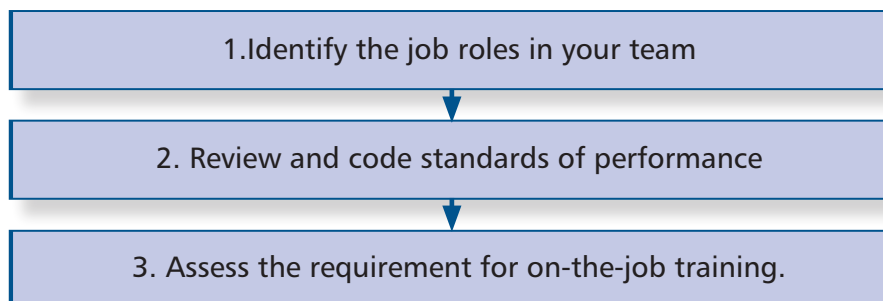 1.Identify the job roles in your team
2. Review and code standards of performance
3. Assess the requirement for on-the-job training.